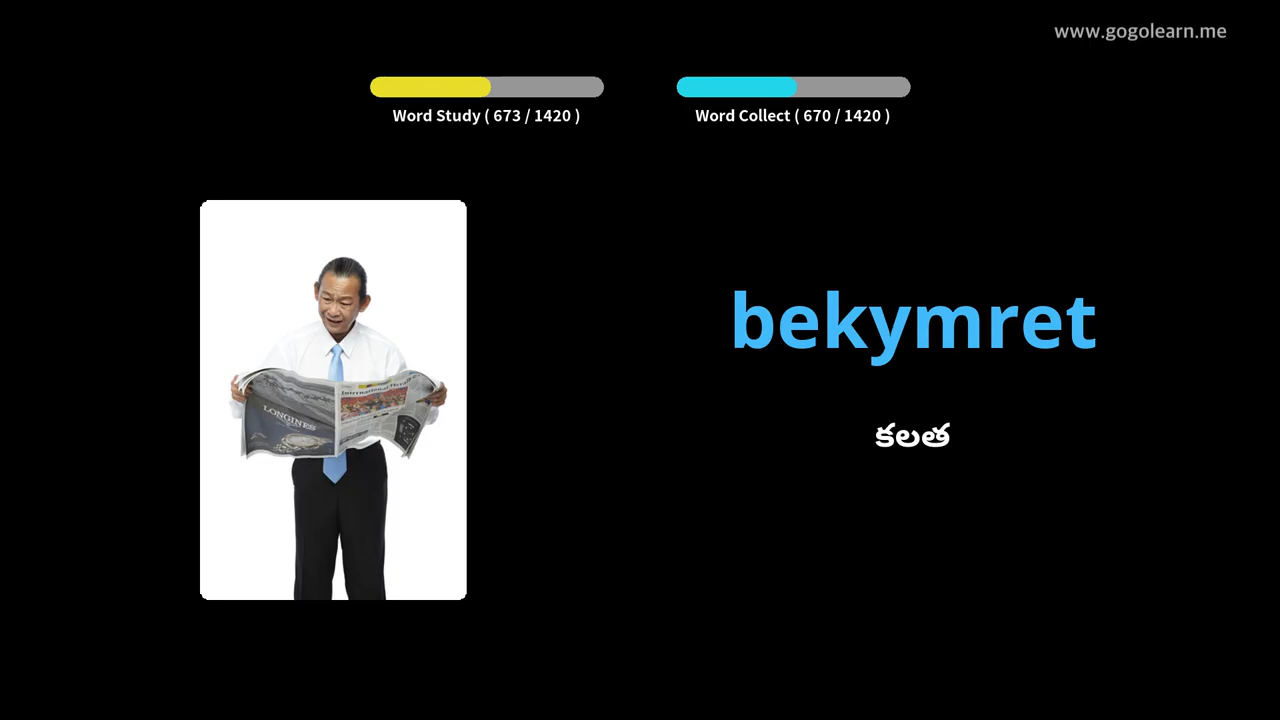 www.gogolearn.me
Word Study ( 673 / 1420 )
Word Collect ( 670 / 1420 )
bekymret
కలత
LONGINES